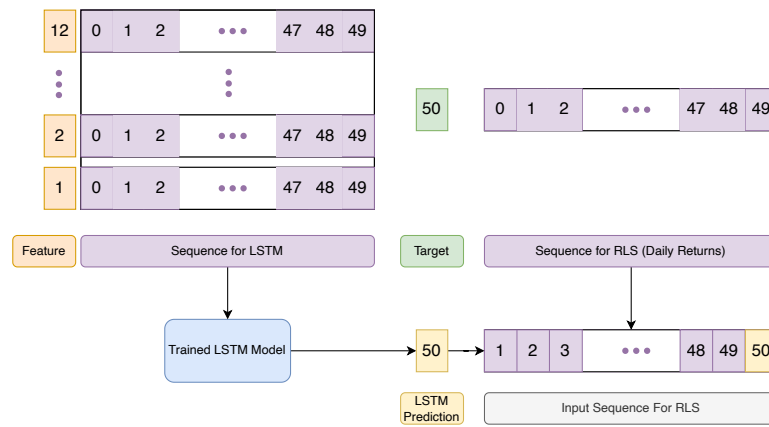 12 0 1 2 47 48 49
50 0 1 2 47 48 49
2 0 1 2 47 48 49
1 0 1 2 47 48 49
Feature Sequence for LSTM Target Sequence for RLS (Daily Returns)
Trained LSTM Model 50 1 2 3 48 49 50
LSTM
Prediction
Input Sequence For RLS